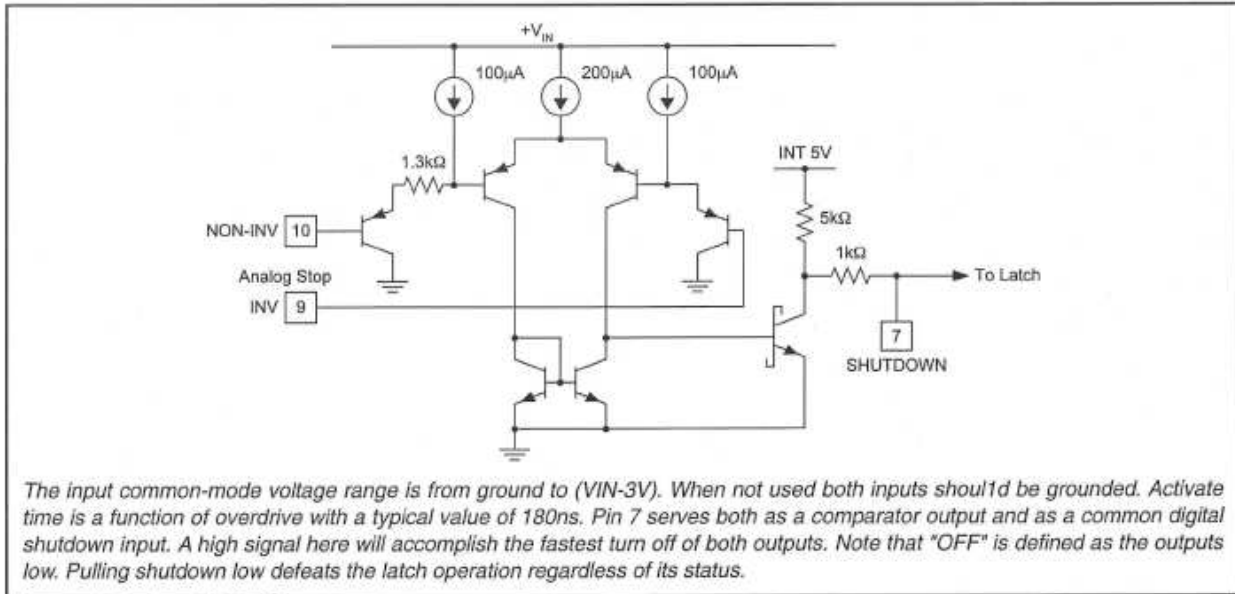 +VIN
100µA
200µA
100µA
INT 5V
1.3kΩ
5kΩ
1kΩ
NON-INV 10
To Latch
Analog Stop
INV 9
7
SHUTDOWN
The input common-mode voltage range is from ground to (VIN-3V). When not used both inputs shoul1d be grounded. Activate
time is a function of overdrive with a typical value of 180ns. Pin 7 serves both as a comparator output and as a common digital
shutdown input. A high signal here will accomplish the fastest turn off of both outputs. Note that "OFF" is defined as the outputs
low. Pulling shutdown low defeats the latch operation regardless of its status.